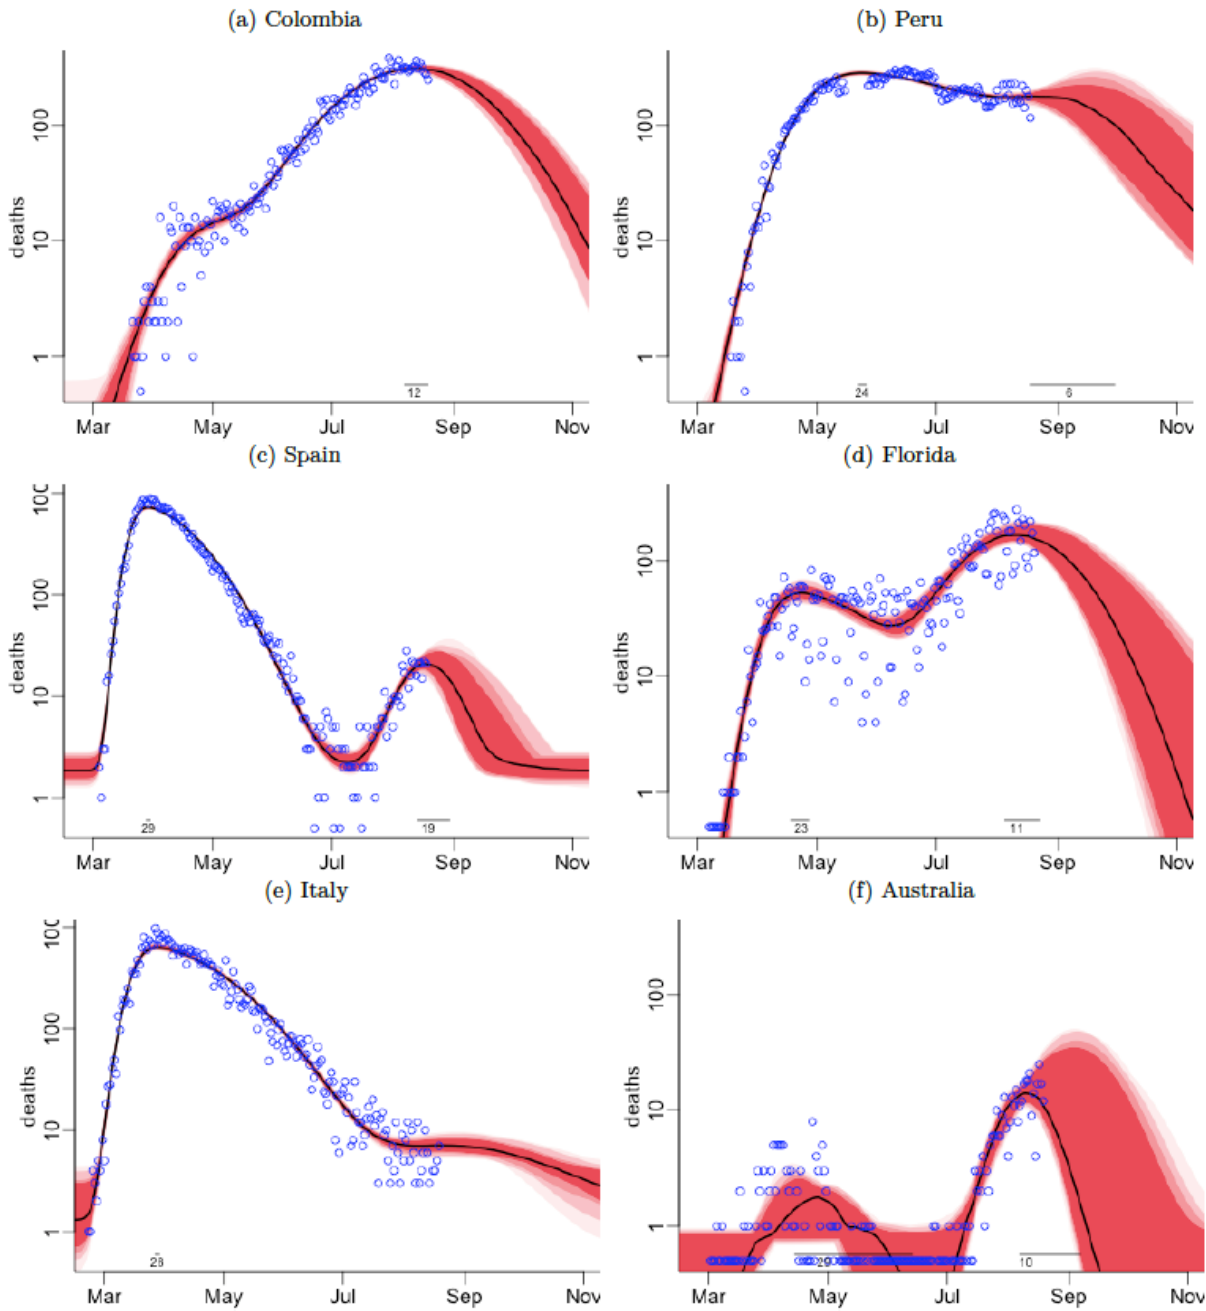 (a) Colombia
(b) Peru
deaths
1 10 100
12
Mar May Jul Sep Nov
deaths
1 10 100
24 6
Mar May Jul Sep Nov
(c) Spain
(d) Florida
deaths
1 10 100
29 19
Mar May Jul Sep Nov
deaths
1 10 100
23 11
Mar May Jul Sep Nov
(e) Italy
(f) Australia
deaths
1 10 100
28
Mar May Jul Sep Nov
deaths
1 10 100
29 10
Mar May Jul Sep Nov